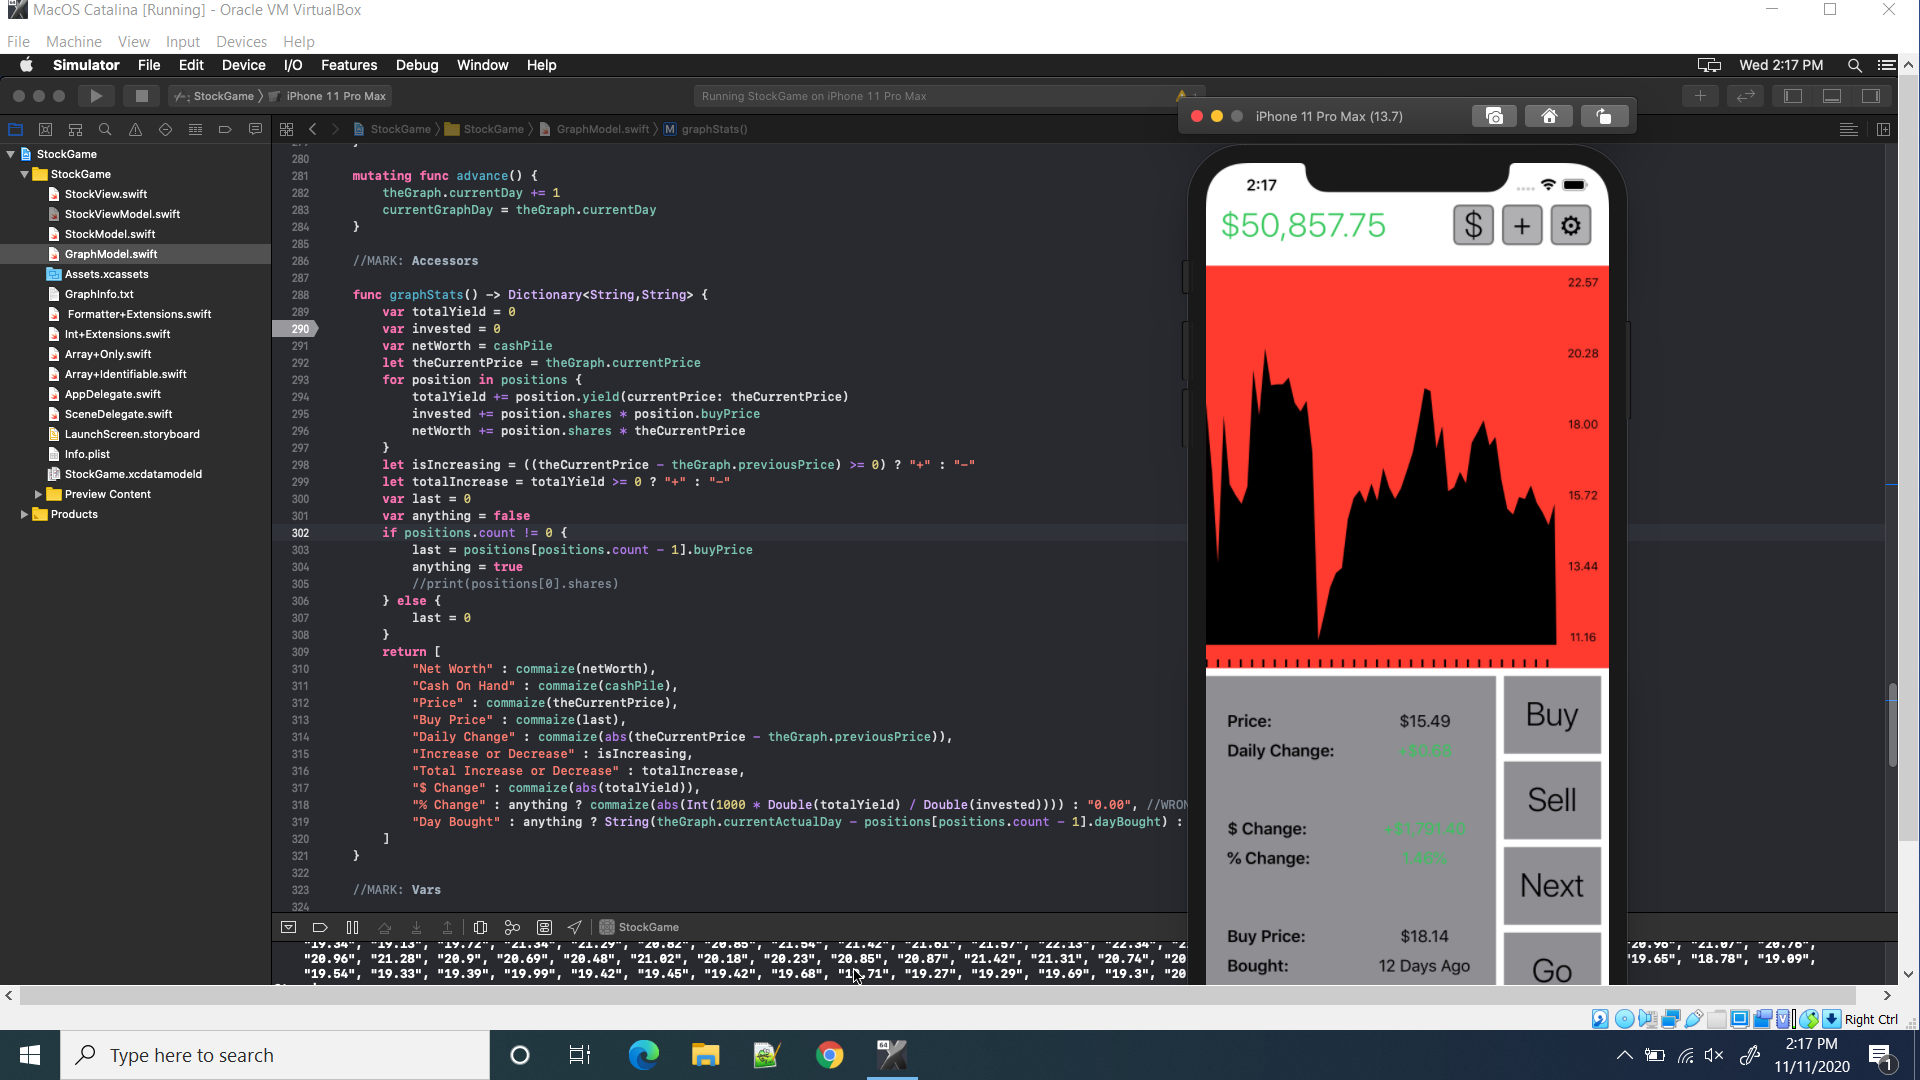 MacOS Catalina [Running] - Oracle VM VirtualBox
File Machine View Input Devices Help
Simulator File Edit Device I/O Features Debug Window Help
Wed 2:17 PM
StockGame iPhone 11 Pro Max
Running StockGame on iPhone 11 Pro Max
StockGame StockGame GraphModel.swift M graphStats()
StockGame
StockGame
StockView.swift
StockViewModel.swift
StockModel.swift
GraphModel.swift
Assets.xcassets
GraphInfo.txt
Formatter+Extensions.swift
Int+Extensions.swift
Array+Only.swift
Array+Identifiable.swift
AppDelegate.swift
SceneDelegate.swift
LaunchScreen.storyboard
Info.plist
StockGame.xcdatamodeld
Preview Content
Products
280
281 mutating func advance() {
282 theGraph.currentDay += 1
283 currentGraphDay = theGraph.currentDay
284 }
285
286 //MARK: Accessors
287
288 func graphStats() -> Dictionary<String,String> {
289 var totalYield = 0
290 var invested = 0
291 var netWorth = cashPile
292 let theCurrentPrice = theGraph.currentPrice
293 for position in positions {
294 totalYield += position.yield(currentPrice: theCurrentPrice)
295 invested += position.shares * position.buyPrice
296 netWorth += position.shares * theCurrentPrice
297 }
298 let isIncreasing = ((theCurrentPrice - theGraph.previousPrice) >= 0) ? "+" : "-"
299 let totalIncrease = totalYield >= 0 ? "+" : "-"
300 var last = 0
301 var anything = false
302 if positions.count != 0 {
303 last = positions[positions.count - 1].buyPrice
304 anything = true
305 //print(positions[0].shares)
306 } else {
307 last = 0
308 }
309 return [
310 "Net Worth" : commaize(netWorth),
311 "Cash On Hand" : commaize(cashPile),
312 "Price" : commaize(theCurrentPrice),
313 "Buy Price" : commaize(last),
314 "Daily Change" : commaize(abs(theCurrentPrice - theGraph.previousPrice)),
315 "Increase or Decrease" : isIncreasing,
316 "Total Increase or Decrease" : totalIncrease,
317 "$ Change" : commaize(abs(totalYield)),
318 "% Change" : anything ? commaize(abs(Int(1000 * Double(totalYield) / Double(invested)))) : "0.00", //WRON
319 "Day Bought" : anything ? String(theGraph.currentActualDay - positions[positions.count - 1].dayBought) :
320 ]
321 }
322
323 //MARK: Vars
324
StockGame
"19.34", "19.13", "19.72", "21.34", "21.29", "20.82", "20.85", "21.54", "21.42", "21.61", "21.57", "22.13", "22.34", "21
"20.96", "21.28", "20.9", "20.69", "20.48", "21.02", "20.18", "20.23", "20.85", "20.87", "21.42", "21.31", "20.74", "20
"19.65", "18.78", "19.09",
"19.54", "19.33", "19.39", "19.99", "19.42", "19.45", "19.42", "19.68", "19.27", "19.29", "19.69", "19.3", "20
iPhone 11 Pro Max (13.7)
2:17
$50,857.75
$ +
22.57
20.28
18.00
15.72
13.44
11.16
Price: $15.49
Daily Change:
$ Change:
% Change:
Buy Price: $18.14
Bought: 12 Days Ago
Buy
Sell
Next
Go
Right Ctrl
Type here to search
64
2:17 PM
11/11/2020
1